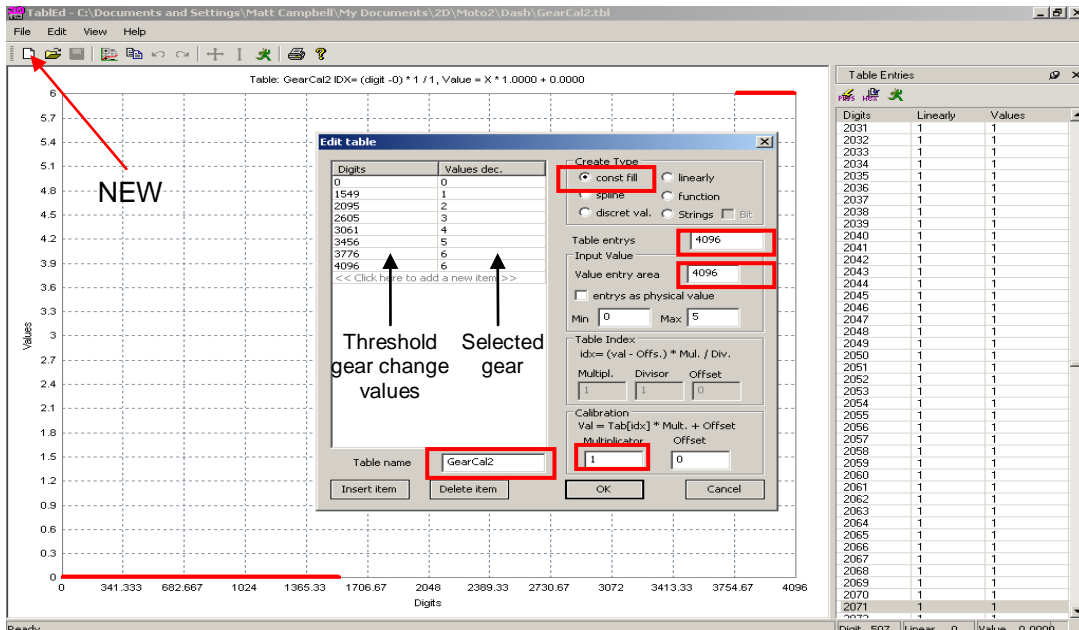 TablEd - C:\Documents and Settings\Matt Campbell\My Documents\2D\Moto2\Dash\GearCal2.tbl
File Edit View Help
Table: GearCal2 IDX= (digit -0) * 1 / 1, Value = X * 1.0000 + 0.0000
6
5.7
5.4
5.1
4.8
4.5
4.2
3.9
3.6
3.3
3
2.7
2.4
2.1
1.8
1.5
1.2
0.9
0.6
0.3
0
Values
0 341.333 682.667 1024 1365.33 1706.67 2048 2389.33 2730.67 3072 3413.33 3754.67 4096
Digits
NEW
Edit table
Digits Values dec.
0 0
1549 1
2095 2
2605 3
3061 4
3456 5
3776 6
4096 6
<< Click here to add a new item >>
Threshold gear change values
Selected gear
Table name GearCal2
Insert item Delete item
Create Type
const fill linearly
spline function
discret val. Strings Bit
Table entrys 4096
Input Value
Value entry area 4096
entrys as physical value
Min 0 Max 5
Table Index
idx= (val - Offs.) * Mul. / Div.
Multipl. Divisor Offset
1 1 0
Calibration
Val = Tab[idx] * Mult. + Offset
Multiplicator Offset
1 0
OK Cancel
Table Entries
Digits Linearly Values
2031 1 1
2032 1 1
2033 1 1
2034 1 1
2035 1 1
2036 1 1
2037 1 1
2038 1 1
2039 1 1
2040 1 1
2041 1 1
2042 1 1
2043 1 1
2044 1 1
2045 1 1
2046 1 1
2047 1 1
2048 1 1
2049 1 1
2050 1 1
2051 1 1
2052 1 1
2053 1 1
2054 1 1
2055 1 1
2056 1 1
2057 1 1
2058 1 1
2059 1 1
2060 1 1
2061 1 1
2062 1 1
2063 1 1
2064 1 1
2065 1 1
2066 1 1
2067 1 1
2068 1 1
2069 1 1
2070 1 1
2071 1 1
Ready
Digit 507 Linear 0 Value 0.0000